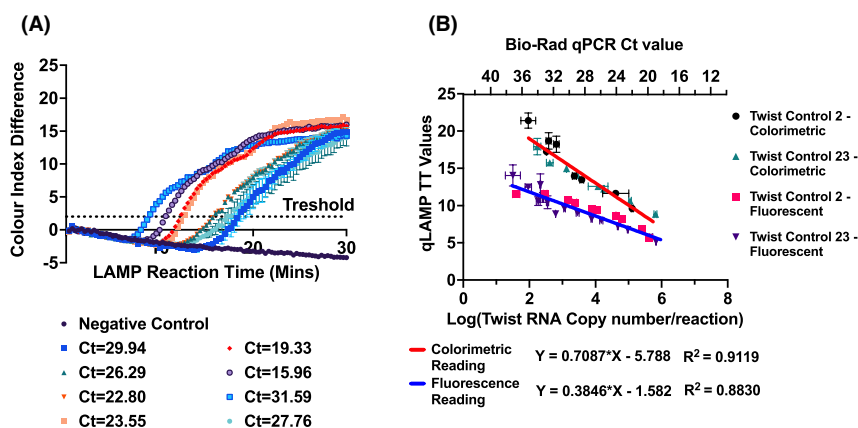 (A)
Colour Index Difference
25
20
15
10
5
0
-5
10
20
30
Treshold
LAMP Reaction Time (Mins)
Negative Control
Ct=29.94
Ct=26.29
Ct=22.80
Ct=23.55
Ct=19.33
Ct=15.96
Ct=31.59
Ct=27.76
(B)
Bio-Rad qPCR Ct value
36 32 28 24 20 16 12
qLAMP TT Values
25
20
15
10
5
0
0 2 4 6 8
Log(Twist RNA Copy number/reaction)
Twist Control 2 -
Colorimetric
Twist Control 23 -
Colorimetric
Twist Control 2 -
Fluorescent
Twist Control 23 -
Fluorescent
Colorimetric
Reading
Y = 0.7087*X - 5.788 R² = 0.9119
Fluorescence
Reading
Y = 0.3846*X - 1.582 R² = 0.8830